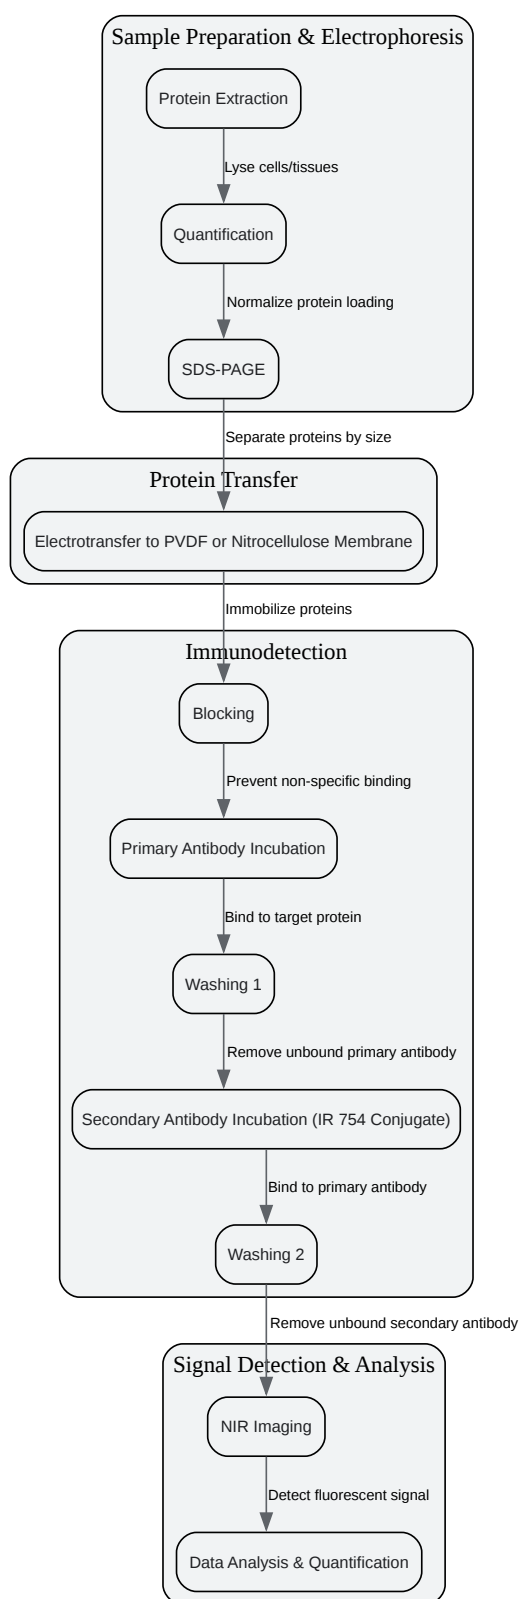 Sample Preparation & Electrophoresis
Protein Extraction
Lyse cells/tissues
Quantification
Normalize protein loading
SDS-PAGE
Separate proteins by size
Protein Transfer
Electrotransfer to PVDF or Nitrocellulose Membrane
Immobilize proteins
Immunodetection
Blocking
Prevent non-specific binding
Primary Antibody Incubation
Bind to target protein
Washing 1
Remove unbound primary antibody
Secondary Antibody Incubation (IR 754 Conjugate)
Bind to primary antibody
Washing 2
Remove unbound secondary antibody
Signal Detection & Analysis
NIR Imaging
Detect fluorescent signal
Data Analysis & Quantification